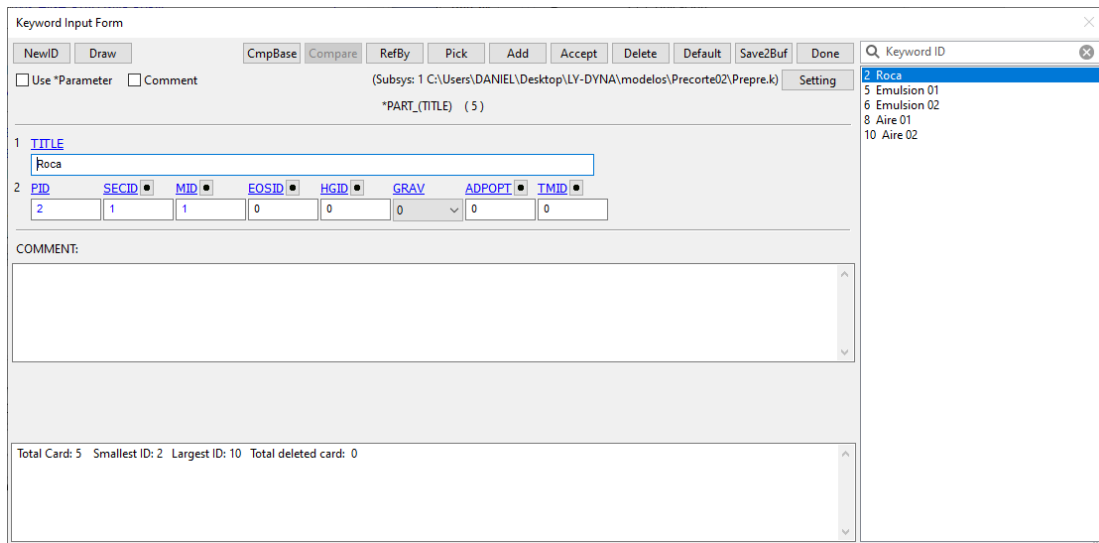 Keyword Input Form
NewID Draw CmpBase Compare RefBy Pick Add Accept Delete Default Save2Buf Done
Use *Parameter Comment (Subsys: 1 C:\Users\DANIEL\Desktop\LY-DYNA\modelos\Precorte02\Prepre.k) Setting
*PART_(TITLE) (5)
1 TITLE
Roca
2 PID SECID MID EOSID HGID GRAV ADPOPT TMID
2 1 1 0 0 0 0 0
COMMENT:
Total Card: 5 Smallest ID: 2 Largest ID: 10 Total deleted card: 0
Keyword ID
2 Roca
5 Emulsion 01
6 Emulsion 02
8 Aire 01
10 Aire 02